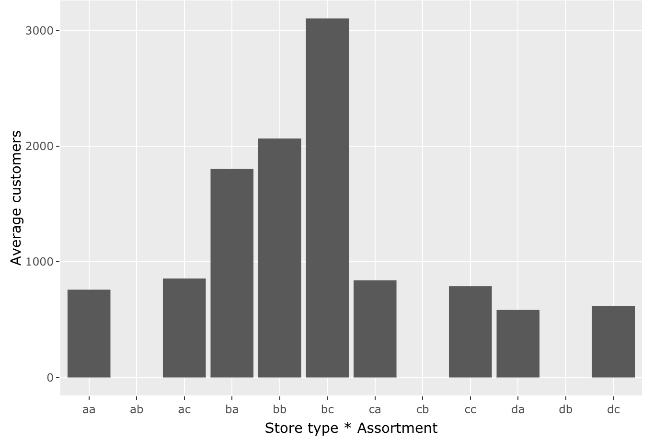 3000
2000
1000
0
Average customers
aa ab ac ba bb bc ca cb cc da db dc
Store type * Assortment